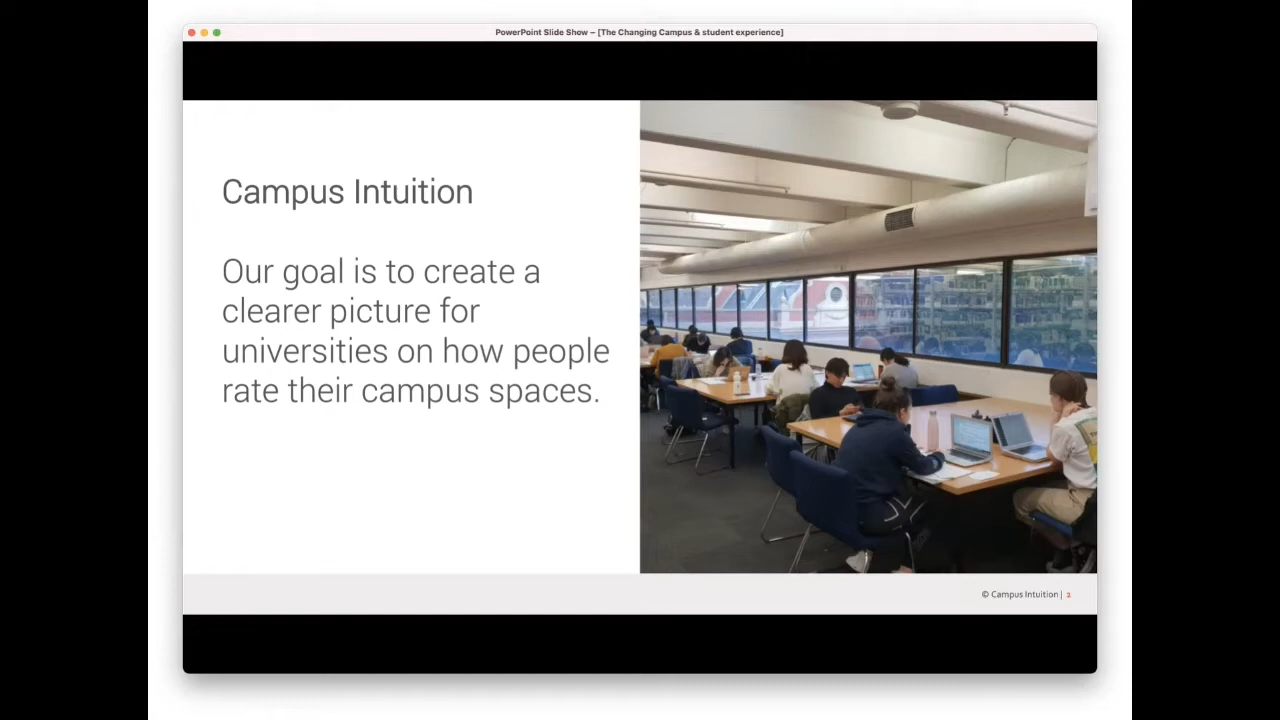 PowerPoint Slide Show – [The Changing Campus & student experience]
Campus Intuition
Our goal is to create a
clearer picture for
universities on how people
rate their campus spaces.
© Campus Intuition | 2